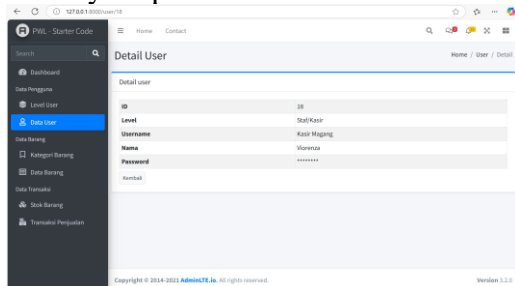 127.0.0.1:8000/user/18
PWL - Starter Code
Home Contact
Search
Detail User
Home / User / Detail
Dashboard
Data Pengguna
Level User
Data User
Data Barang
Kategori Barang
Data Barang
Data Transaksi
Stok Barang
Transaksi Penjualan
Detail user
ID 18
Level Staf/Kasir
Username Kasir Magang
Nama Viorenza
Password ********
Kembali
Copyright © 2014-2021 AdminLTE.io. All rights reserved.
Version 3.2.0